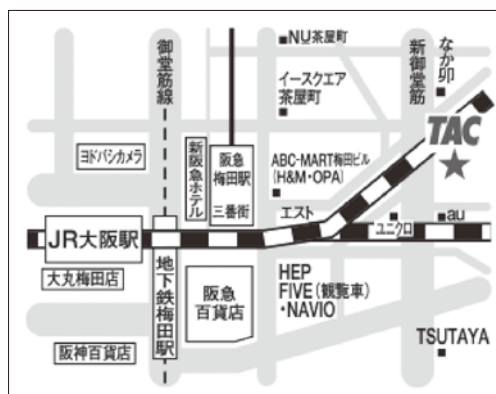 NU茶屋町
御堂筋線
新御堂筋
なか卯
イースクエア
茶屋町
TAC
ヨドバシカメラ
新阪急ホテル
阪急
梅田駅
三番街
ABC-MART梅田ビル
(H&M・OPA)
エスト
au
ユニクロ
JR大阪駅
大丸梅田店
地下鉄梅田駅
阪急
百貨店
HEP
FIVE(観覧車)
・NAVIO
阪神百貨店
TSUTAYA